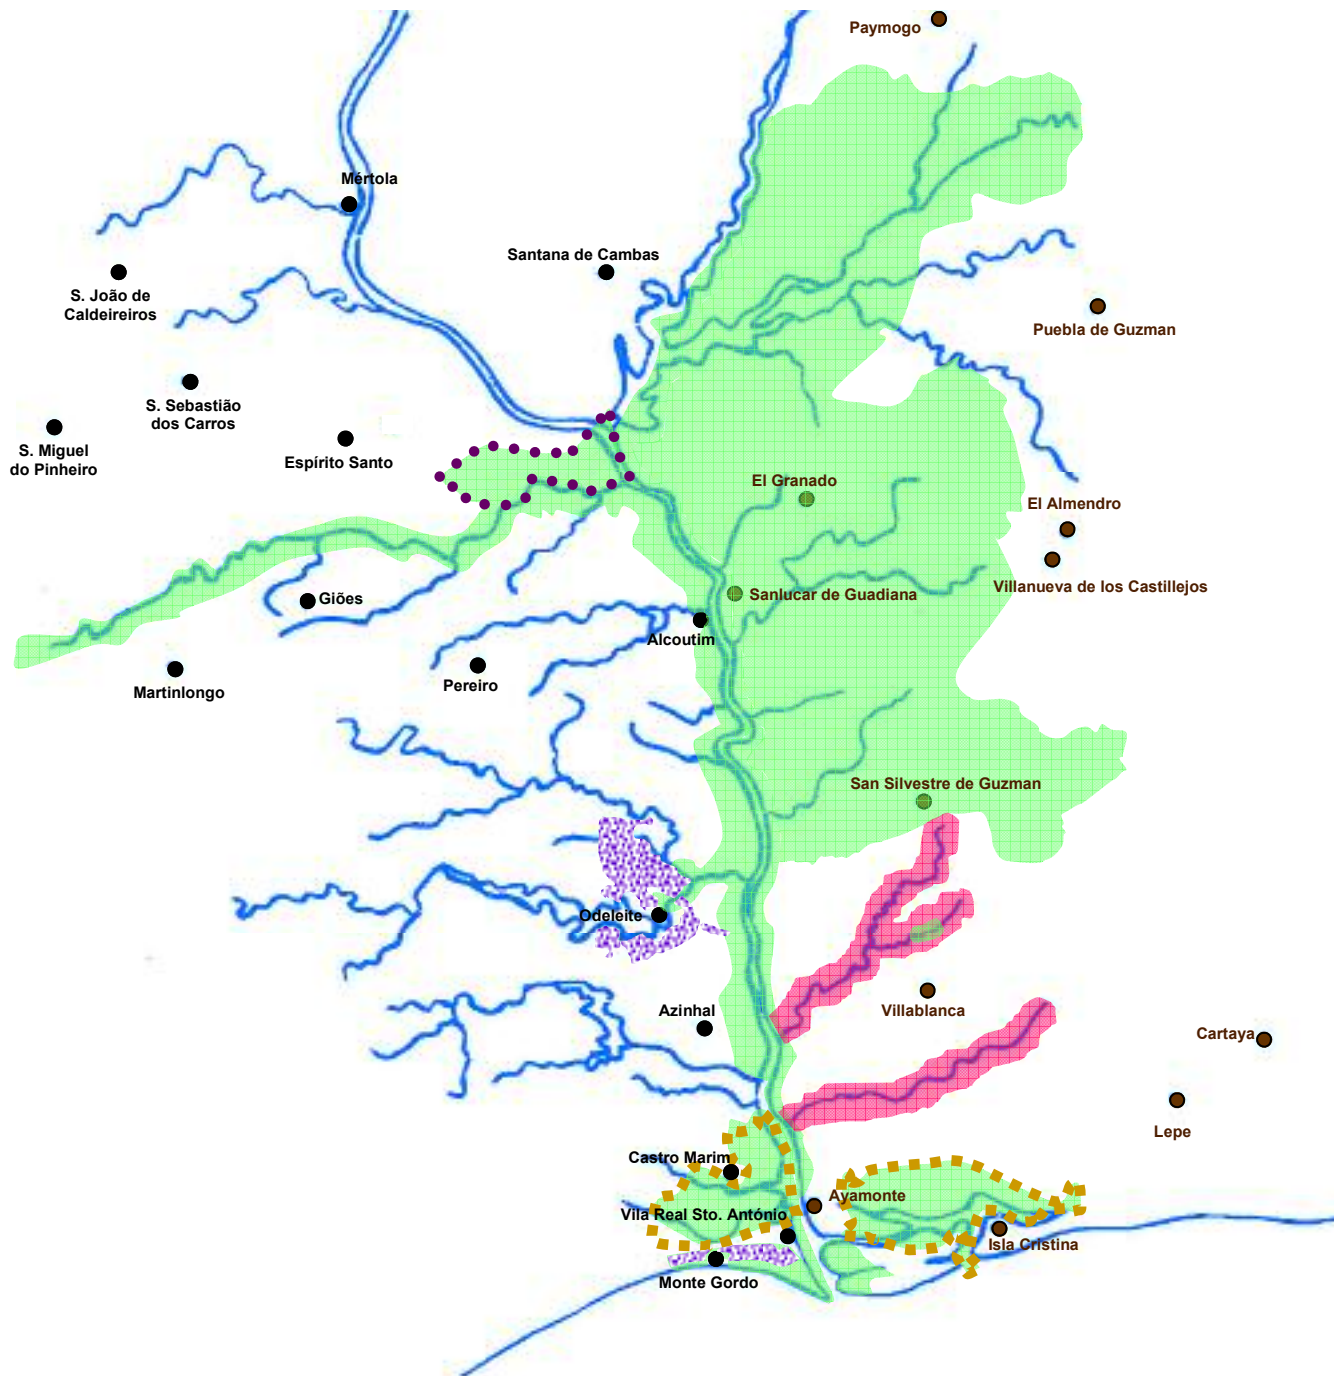 Paymogo
Mértola
Santana de Cambas
S. João de
Caldeireiros
Puebla de Guzman
S. Sebastião
dos Carros
S. Miguel
do Pinheiro
Espírito Santo
El Granado
El Almendro
Villanueva de los Castillejos
Giões
Sanlucar de Guadiana
Alcoutim
Martinlongo
Pereiro
San Silvestre de Guzman
Odeleite
Azinhal
Villablanca
Cartaya
Lepe
Castro Marim
Ayamonte
Vila Real Sto. António
Isla Cristina
Monte Gordo